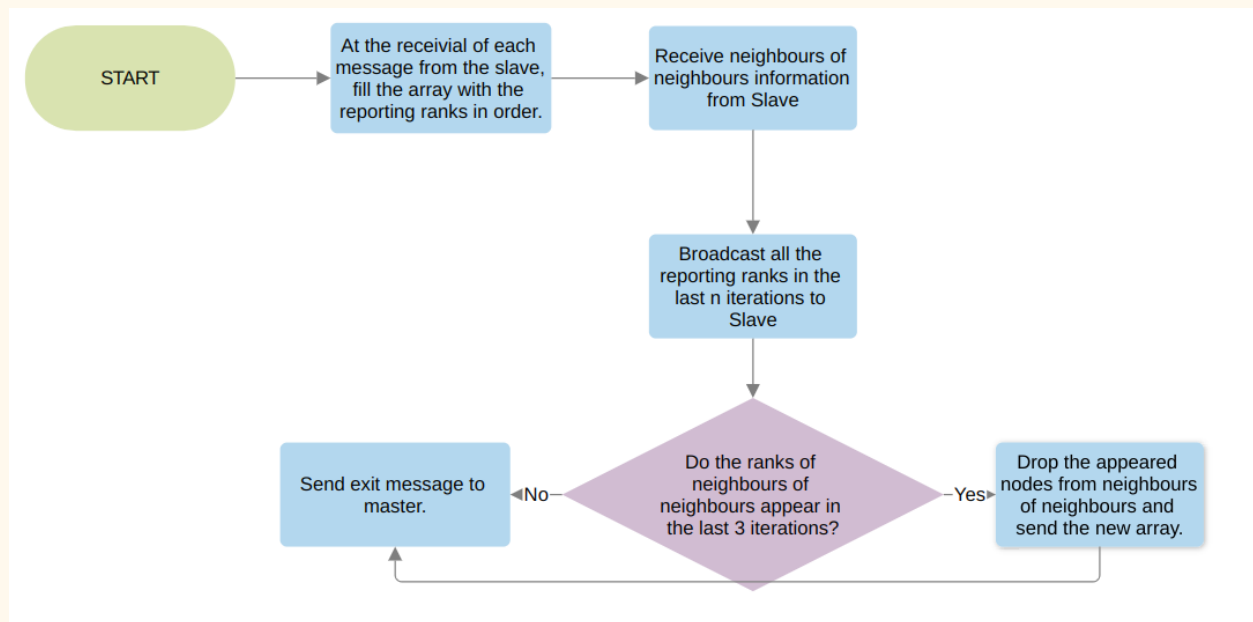 START
At the receivial of each
message from the slave,
fill the array with the
reporting ranks in order.
Receive neighbours of
neighbours information
from Slave
Broadcast all the
reporting ranks in the
last n iterations to
Slave
Do the ranks of
neighbours of
neighbours appear in
the last 3 iterations?
No
Send exit message to
master.
Yes
Drop the appeared
nodes from neighbours
of neighbours and
send the new array.